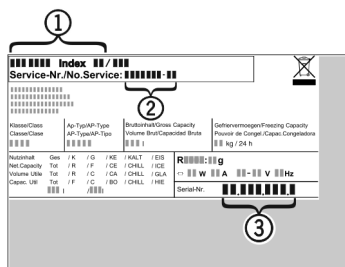 1
Index /
Service-Nr./No.Service: -
2
Klasse/Class Ap-Typ/AP-Type Bruttoinhalt/Gross Capacity Gefriervermoegen/Freezing Capacity
Classe/Clase AP-Type/AP-Tipo Volume Brut/Capacidad Bruta Pouvoir de Congel./Capac.Congeladora
l kg / 24 h
Nutzinhalt Ges / K / G / KE / KALT / EIS
Net.Capacity Tot / R / F / CE / CHILL / ICE
Volume Utile Tot / R / C / CA / CHILL / GLA
Capac. Util Tot / F / C / BO / CHILL / HIE
l / l
R : g
W A - V Hz
Serial-Nr. . . .
3